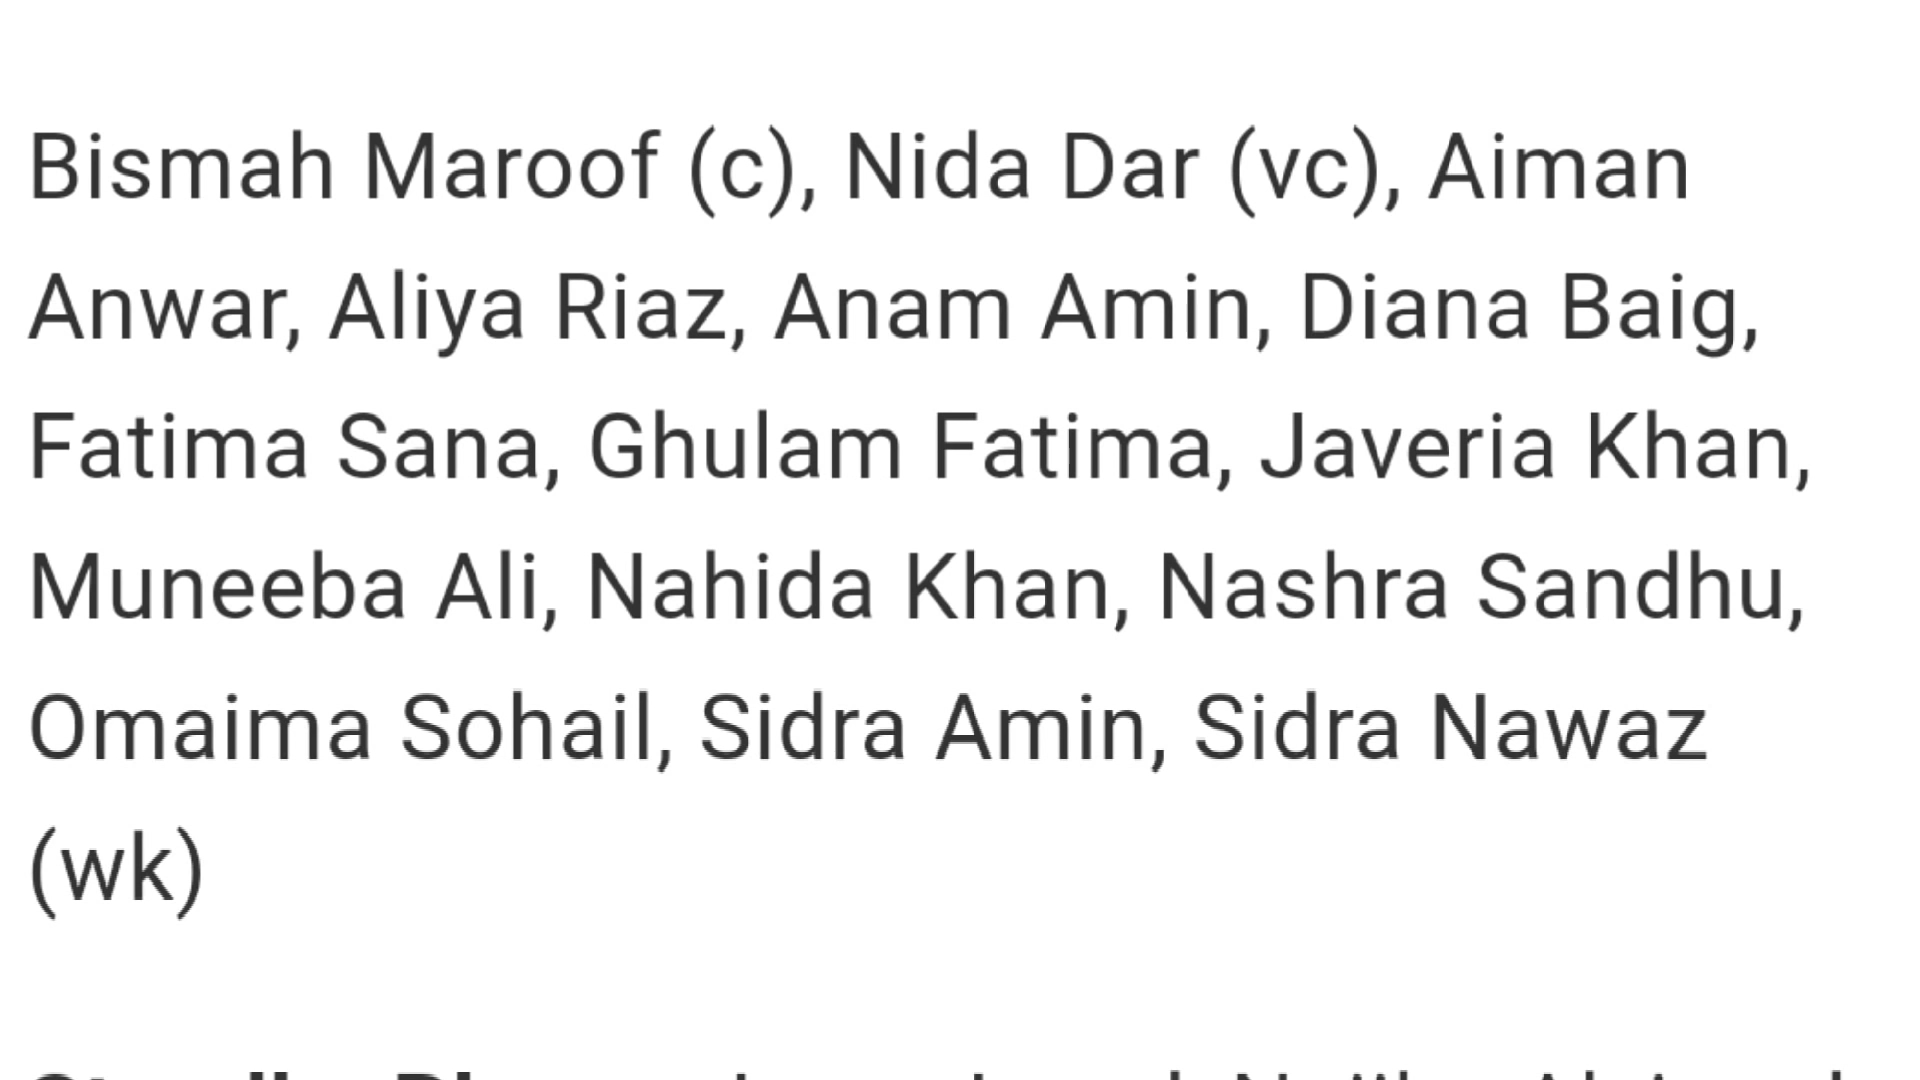 Bismah Maroof (c), Nida Dar (vc), Aiman
Anwar, Aliya Riaz, Anam Amin, Diana Baig,
Fatima Sana, Ghulam Fatima, Javeria Khan,
Muneeba Ali, Nahida Khan, Nashra Sandhu,
Omaima Sohail, Sidra Amin, Sidra Nawaz
(wk)